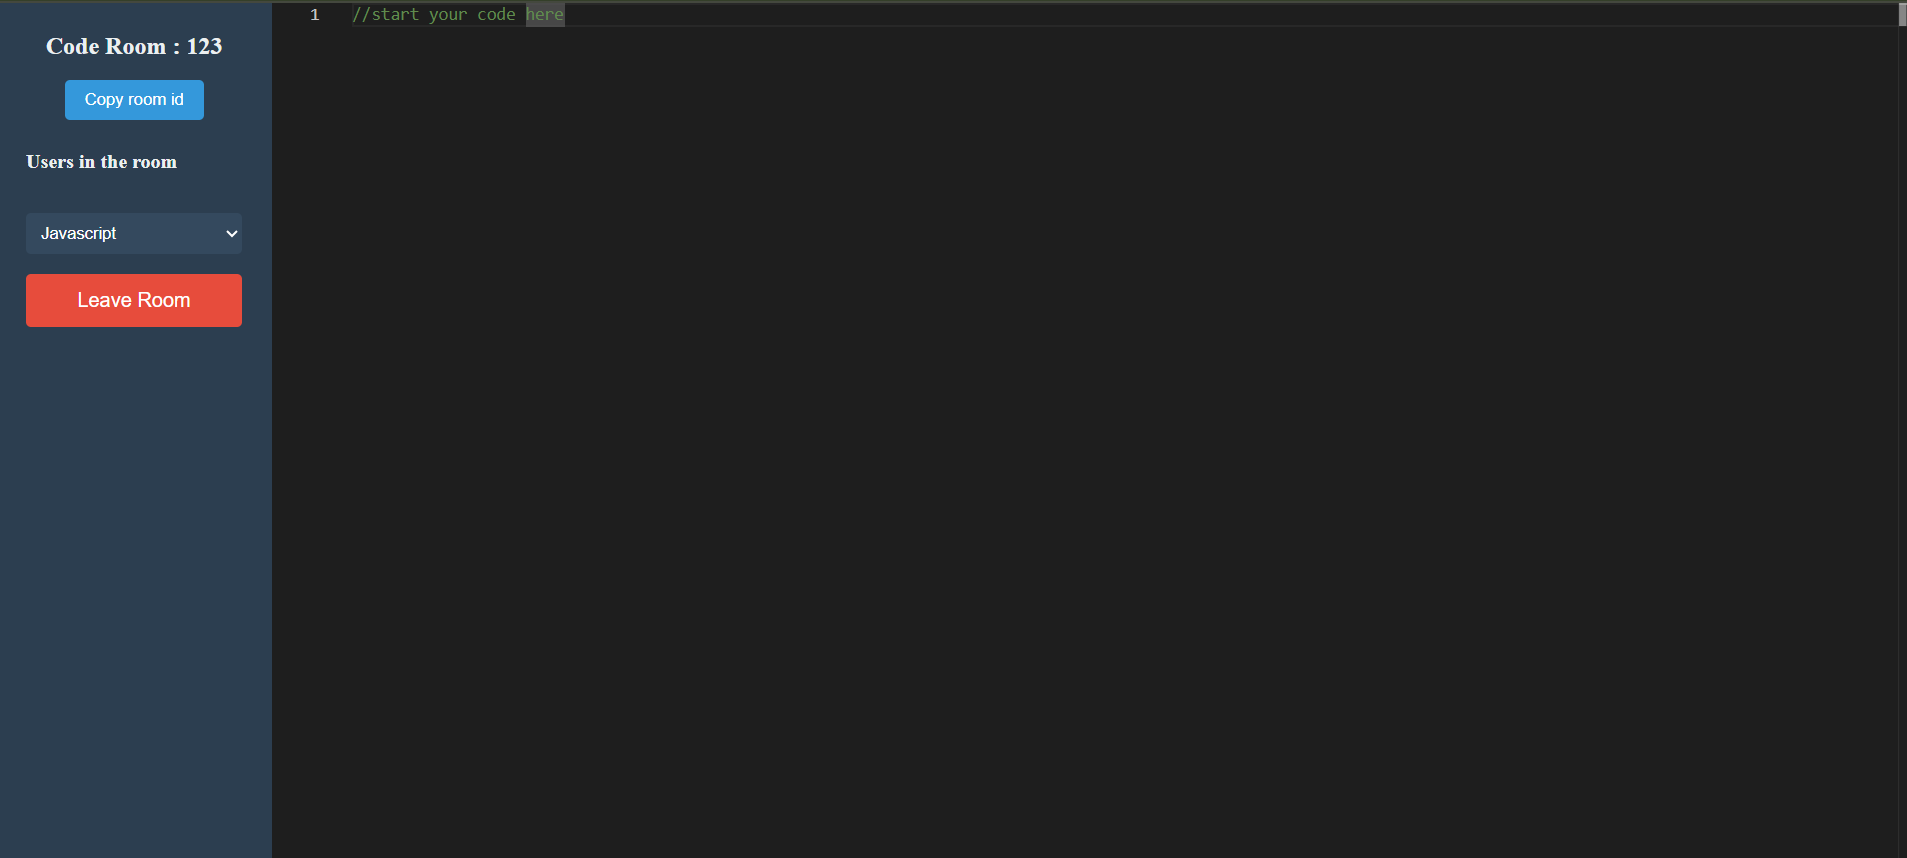 Code Room : 123
Copy room id
Users in the room
Javascript
Leave Room
1 //start your code here